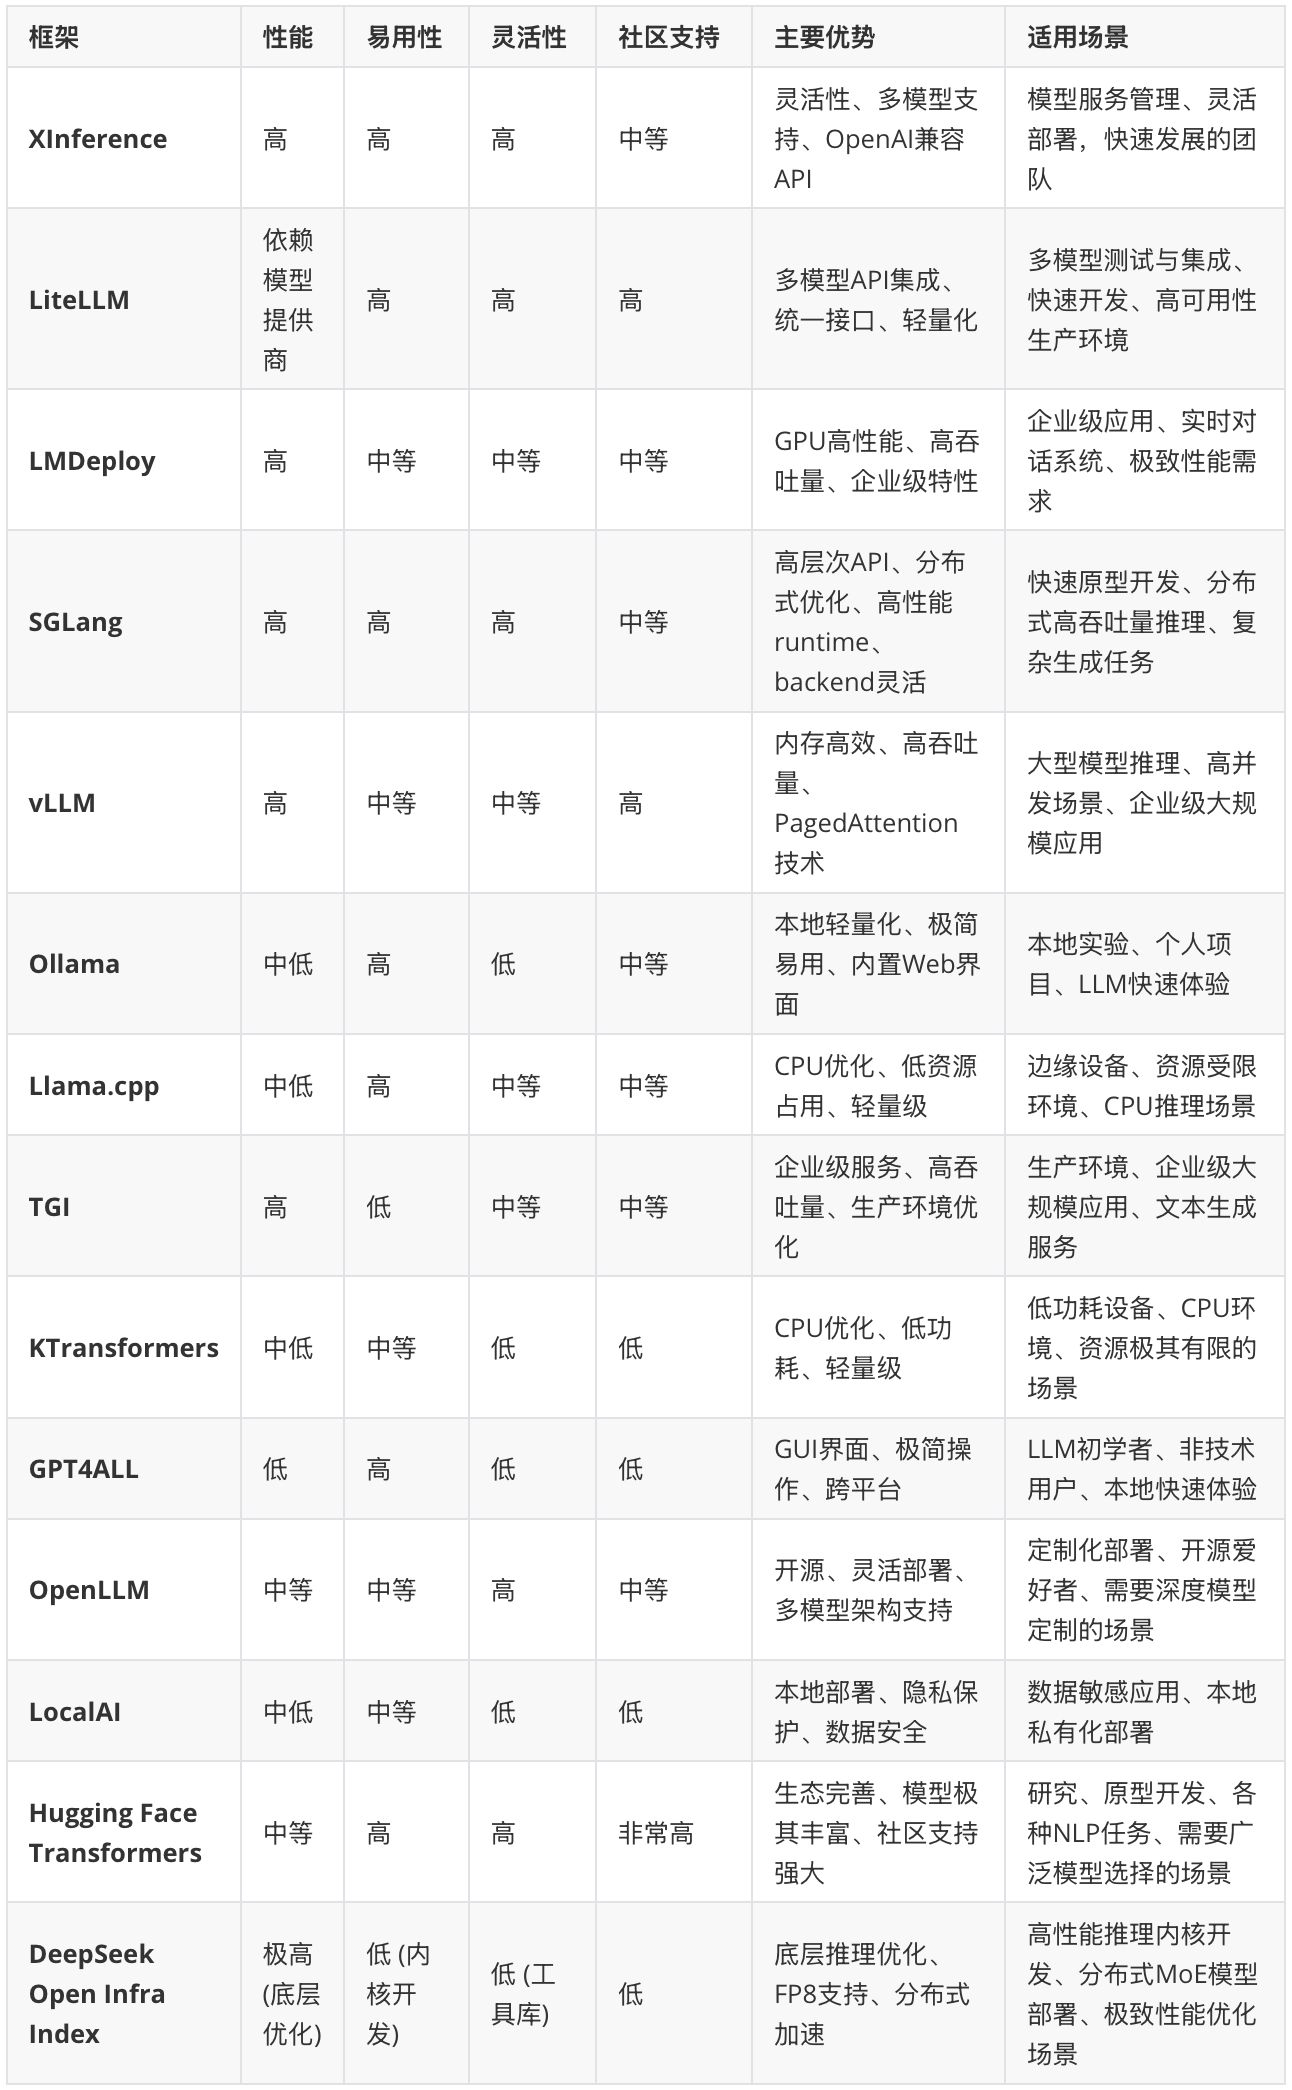 框架 性能 易用性 灵活性 社区支持 主要优势 适用场景
XInference
高
高
高
中等
灵活性、多模型支
持、OpenAI兼容
API
模型服务管理、灵活
部署，快速发展的团
队
LiteLLM
依赖
模型
提供
商
高
高
高
多模型API集成、
统一接口、轻量化
多模型测试与集成、
快速开发、高可用性
生产环境
LMDeploy
高
中等
中等
中等
GPU高性能、高吞
吐量、企业级特性
企业级应用、实时对
话系统、极致性能需
求
SGLang
高
高
高
中等
高层次API、分布
式优化、高性能
runtime、
backend灵活
快速原型开发、分布
式高吞吐量推理、复
杂生成任务
vLLM
高
中等
中等
高
内存高效、高吞吐
量、
PagedAttention
技术
大型模型推理、高并
发场景、企业级大规
模应用
Ollama
中低
高
低
中等
本地轻量化、极简
易用、内置Web界
面
本地实验、个人项
目、LLM快速体验
Llama.cpp
中低
高
中等
中等
CPU优化、低资源
占用、轻量级
边缘设备、资源受限
环境、CPU推理场景
TGI
高
低
中等
中等
企业级服务、高吞
吐量、生产环境优
化
生产环境、企业级大
规模应用、文本生成
服务
KTransformers
中低
中等
低
低
CPU优化、低功
耗、轻量级
低功耗设备、CPU环
境、资源极其有限的
场景
GPT4ALL
低
高
低
低
GUI界面、极简操
作、跨平台
LLM初学者、非技术
用户、本地快速体验
OpenLLM
中等
中等
高
中等
开源、灵活部署、
多模型架构支持
定制化部署、开源爱
好者、需要深度模型
定制的场景
LocalAI
中低
中等
低
低
本地部署、隐私保
护、数据安全
数据敏感应用、本地
私有化部署
Hugging Face
Transformers
中等
高
高
非常高
生态完善、模型极
其丰富、社区支持
强大
研究、原型开发、各
种NLP任务、需要广
泛模型选择的场景
DeepSeek
Open Infra
Index
极高
(底层
优化)
低 (内
核开
发)
低 (工
具库)
低
底层推理优化、
FP8支持、分布式
加速
高性能推理内核开
发、分布式MoE模型
部署、极致性能优化
场景